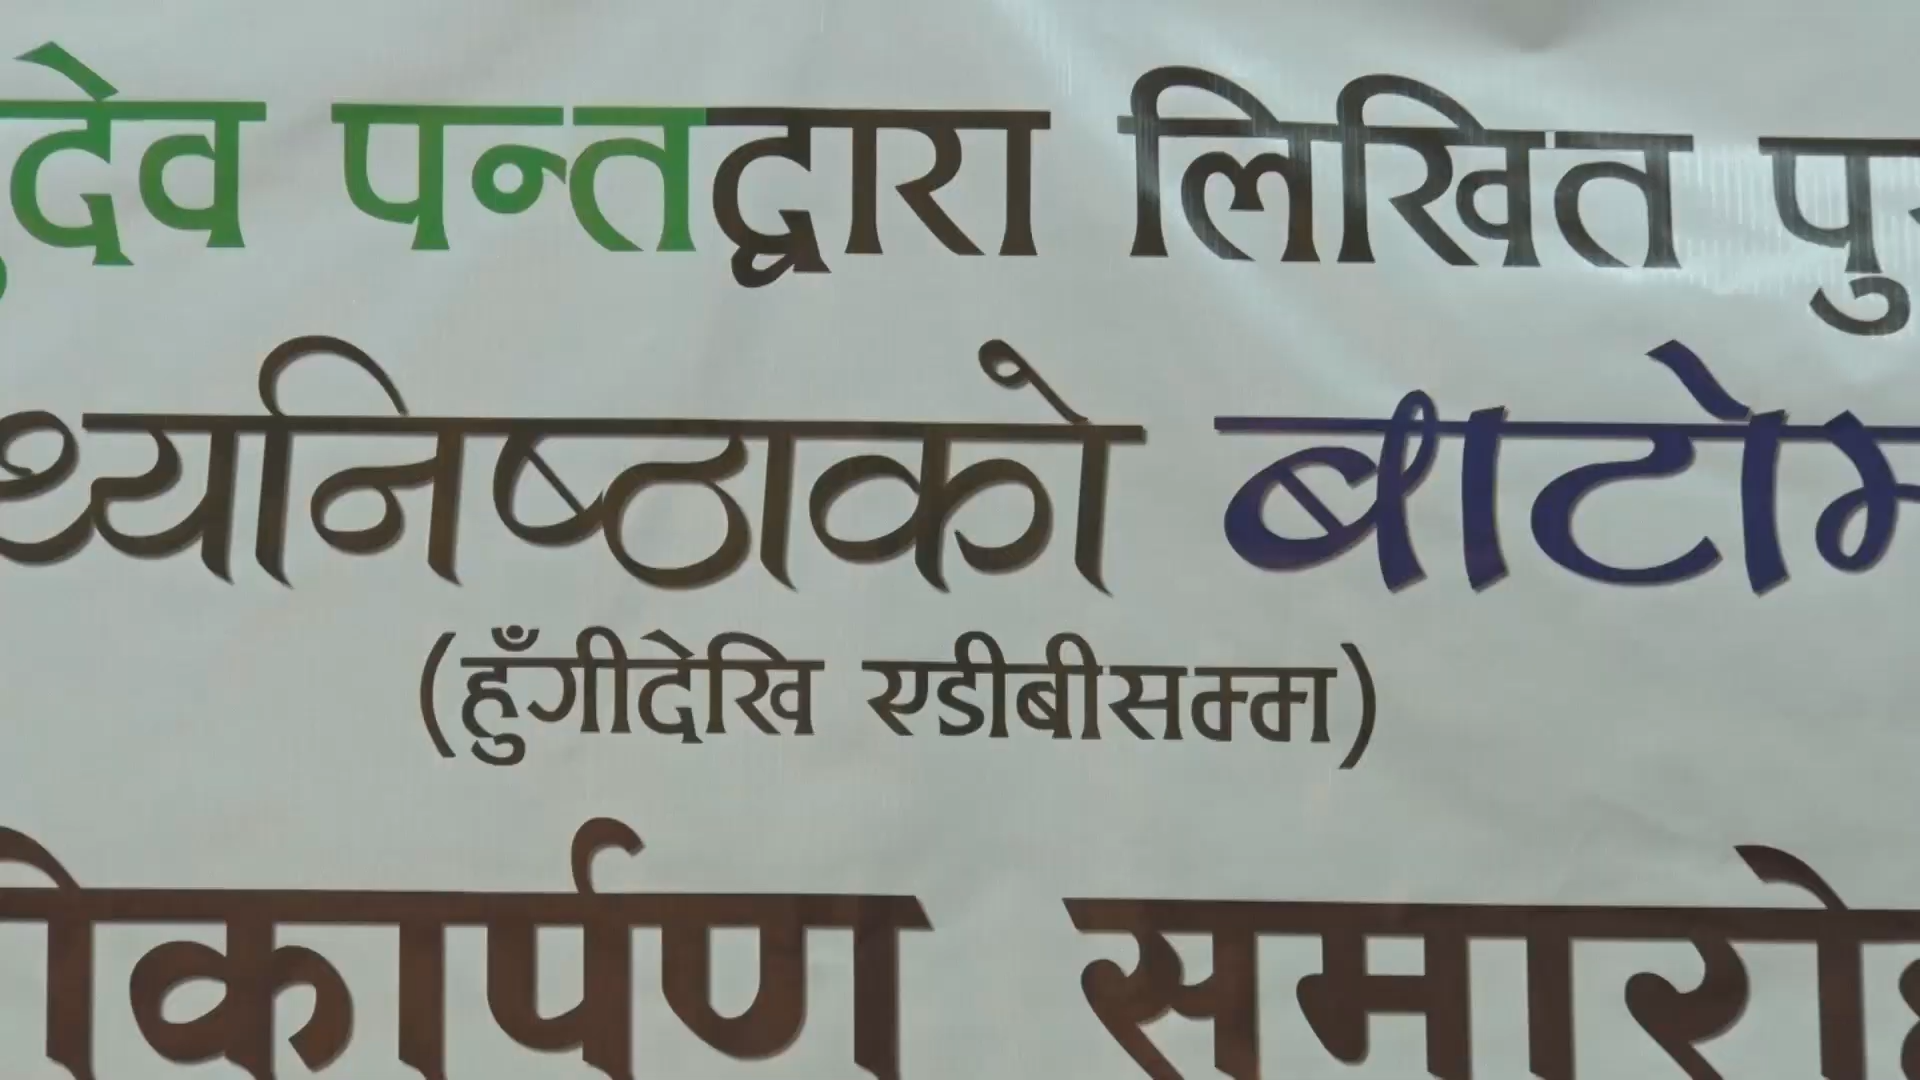 देव पन्तद्वारा लिखित
थ्यनिष्ठाको बाटोम
(हुँगीदेखि एडीबीसम्म)
ीकार्पण समारोह